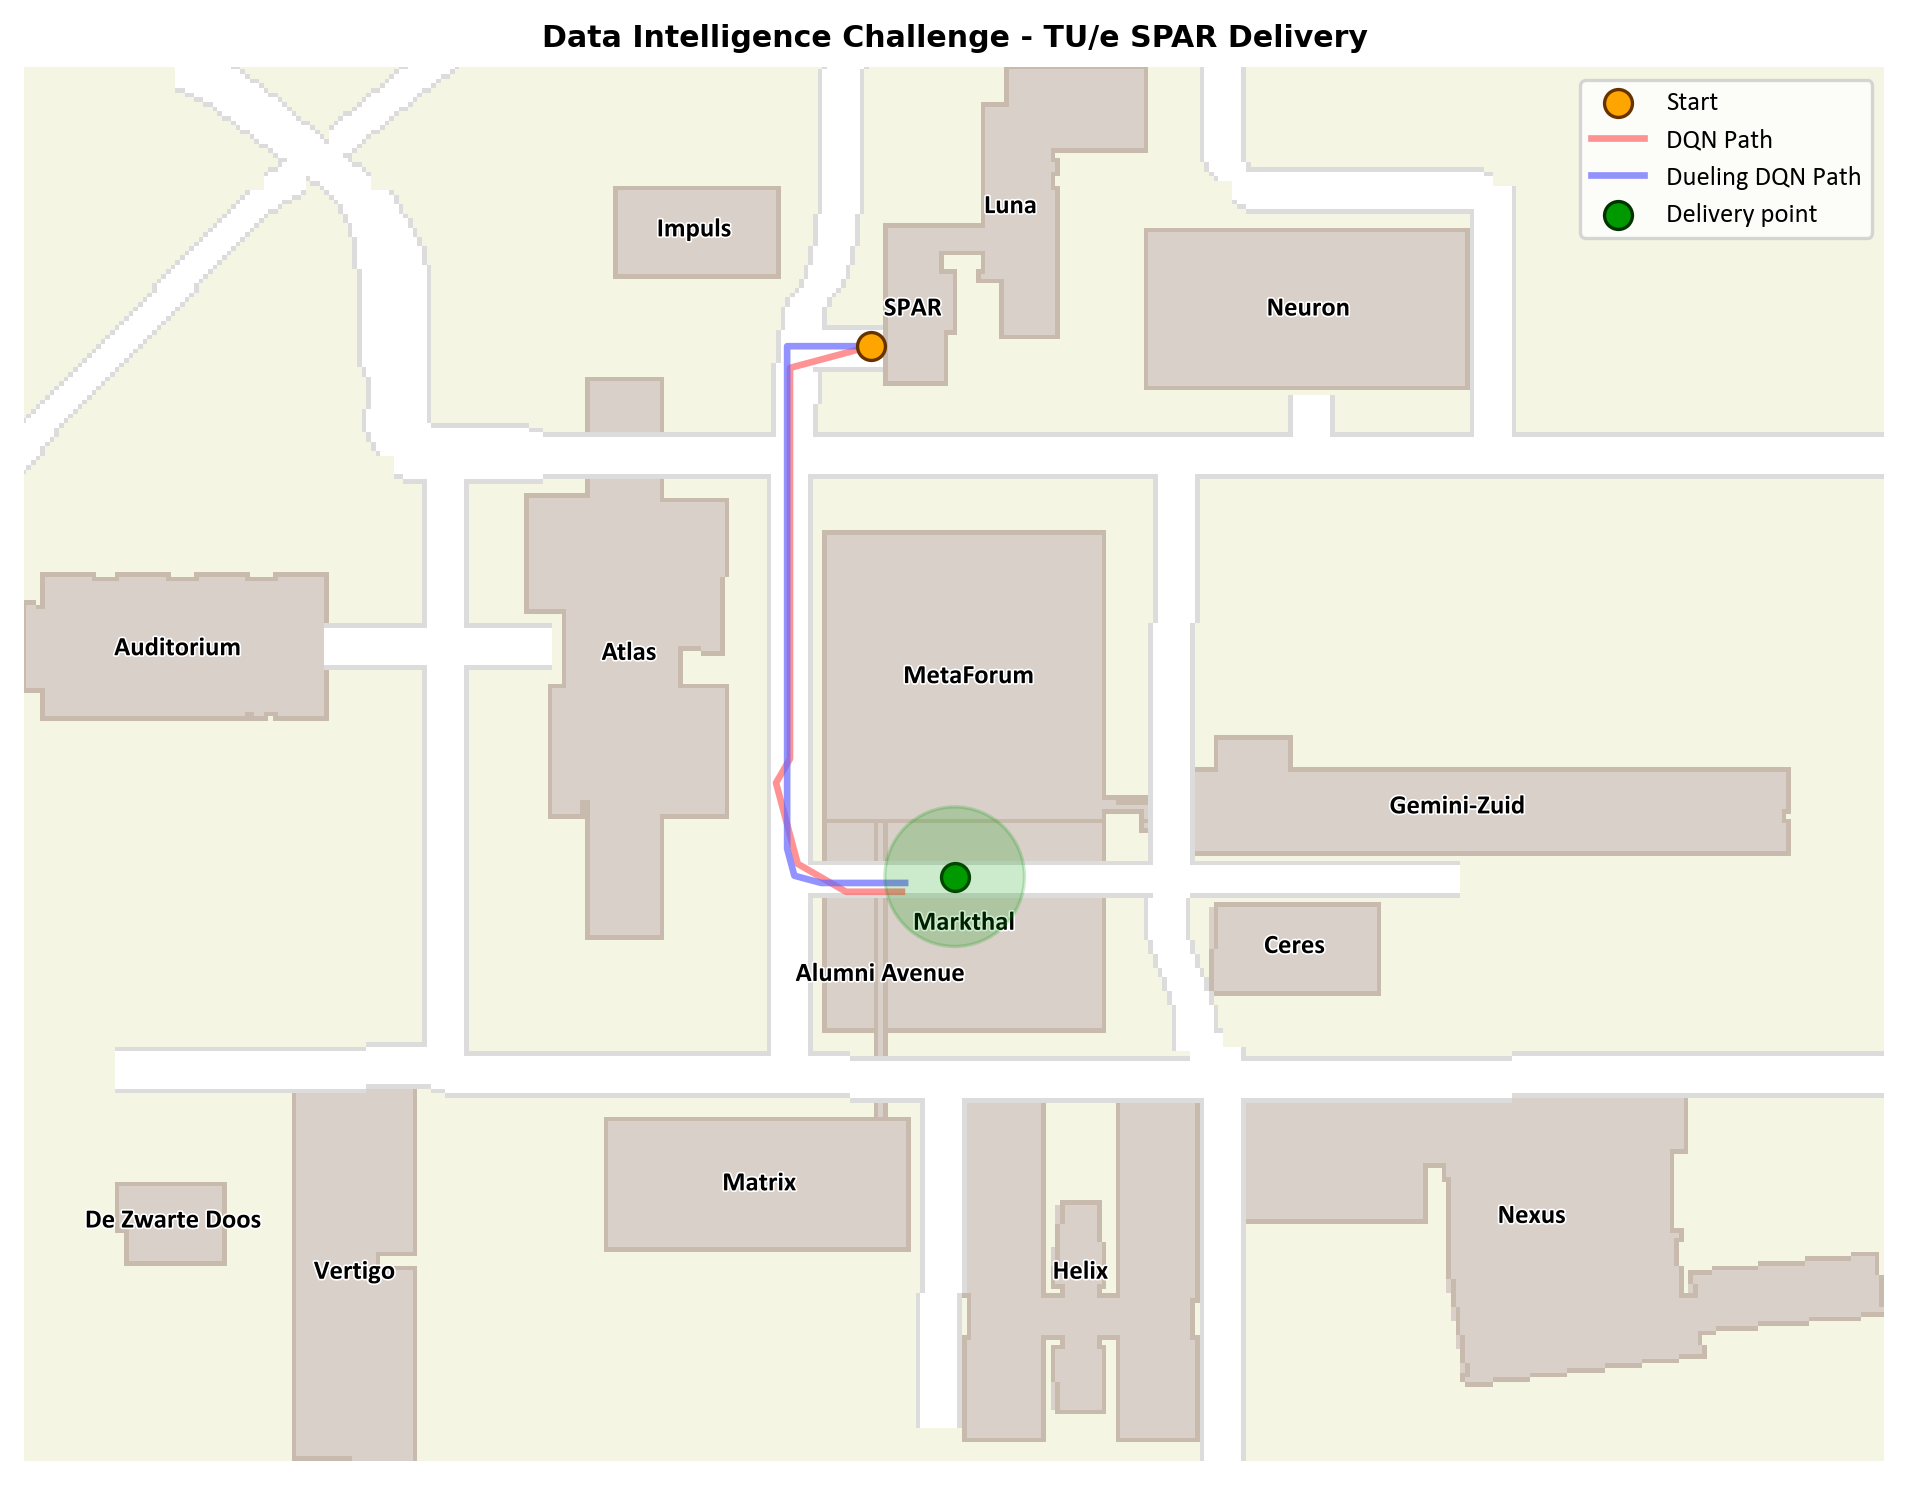 Data Intelligence Challenge - TU/e SPAR Delivery
Start
DQN Path
Dueling DQN Path
Delivery point
Luna
Impuls
SPAR
Neuron
Auditorium
Atlas
MetaForum
Gemini-Zuid
Markthal
Ceres
Alumni Avenue
Matrix
De Zwarte Doos
Nexus
Vertigo
Helix